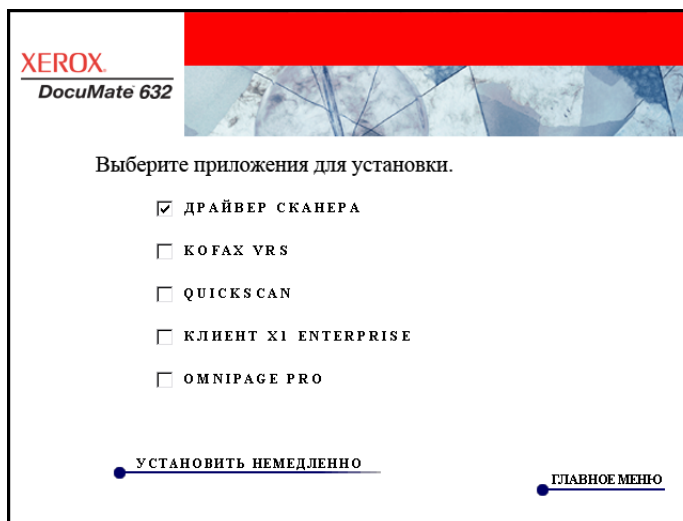 XEROX.
DocuMate 632
Выберите приложения для установки.
ДРАЙВЕР СКАНЕРА
KOFAX VRS
QUICKSCAN
КЛИЕНТ X1 ENTERPRISE
OMNIPAGE PRO
УСТАНОВИТЬ НЕМЕДЛЕННО
ГЛАВНОЕ МЕНЮ